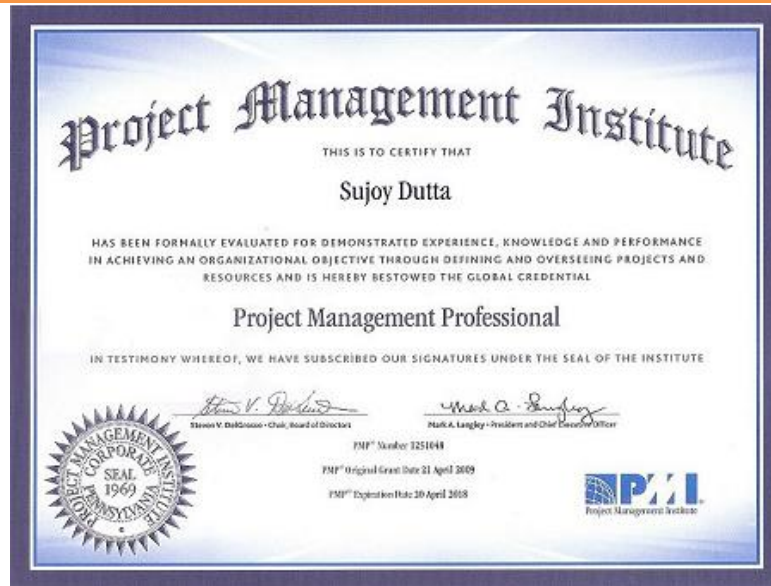 Project Management Institute
THIS IS TO CERTIFY THAT
Sujoy Dutta
HAS BEEN FORMALLY EVALUATED FOR DEMONSTRATED EXPERIENCE, KNOWLEDGE AND PERFORMANCE
IN ACHIEVING AN ORGANIZATIONAL OBJECTIVE THROUGH DEFINING AND OVERSEEING PROJECTS AND
RESOURCES AND IS HEREBY BESTOWED THE GLOBAL CREDENTIAL
Project Management Professional
IN TESTIMONY WHEREOF, WE HAVE SUBSCRIBED OUR SIGNATURES UNDER THE SEAL OF THE INSTITUTE
Steven V. DelGrosso • Chair, Board of Directors
Mark A. Langley • President and Chief Executive Officer
PMP® Number 1251048
PMP® Original Grant Date 21 April 2009
PMP® Expiration Date 20 April 2018
PROJECT MANAGEMENT INSTITUTE
CORPORATE
SEAL
1969
PENNSYLVANIA
PMI
Project Management Institute